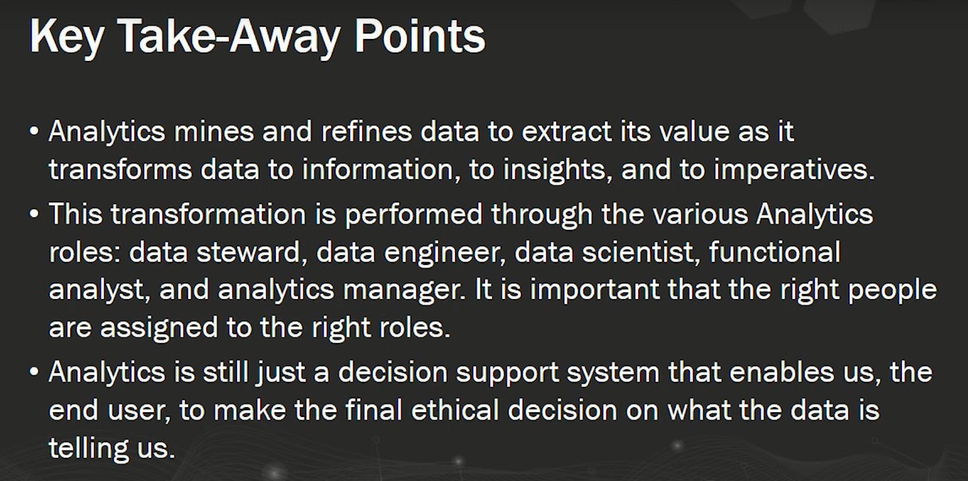 Key Take-Away Points
• Analytics mines and refines data to extract its value as it
transforms data to information, to insights, and to imperatives.
• This transformation is performed through the various Analytics
roles: data steward, data engineer, data scientist, functional
analyst, and analytics manager. It is important that the right people
are assigned to the right roles.
• Analytics is still just a decision support system that enables us, the
end user, to make the final ethical decision on what the data is
telling us.